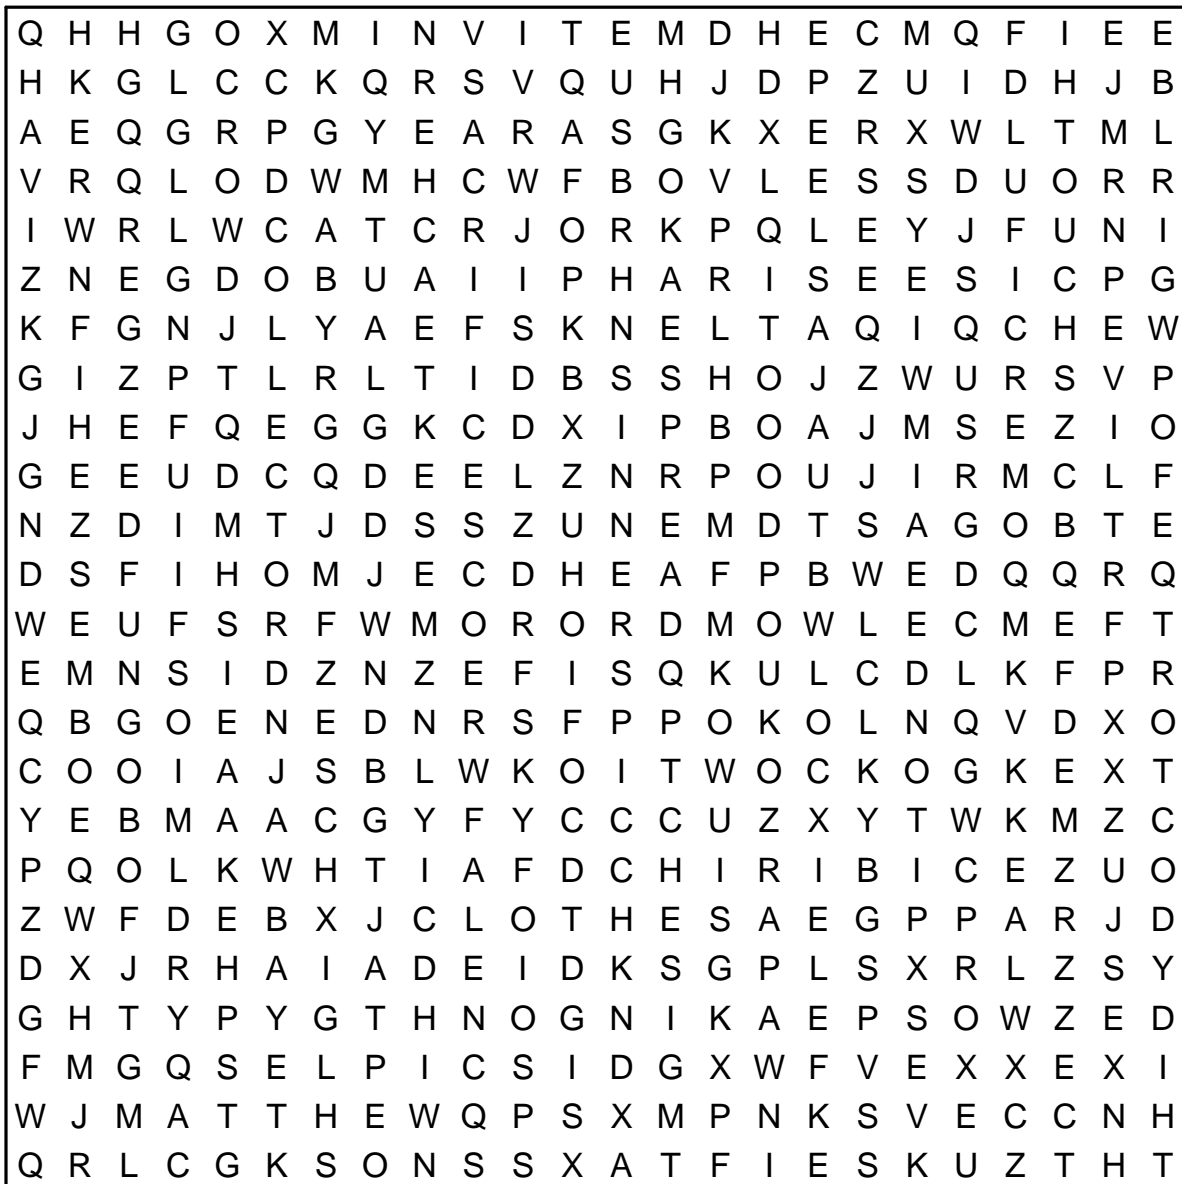 Q H H G O X M I N V I T E M D H E C M Q F I E E
H K G L C C K Q R S V Q U H J D P Z U I D H J B
A E Q G R P G Y E A R A S G K X E R X W L T M L
V R Q L O D W M H C W F B O V L E S S D U O R R
I W R L W C A T C R J O R K P Q L E Y J F U N I
Z N E G D O B U A I I P H A R I S E E S I C P G
K F G N J L Y A E F S K N E L T A Q I Q C H E W
G I Z P T L R L T I D B S S H O J Z W U R S V P
J H E F Q E G G K C D X I P B O A J M S E Z I O
G E E U D C Q D E E L Z N R P O U J I R M C L F
N Z D I M T J D S S Z U N E M D T S A G O B T E
D S F I H O M J E C D H E A F P B W E D Q Q R Q
W E U F S R F W M O R O R D M O W L E C M E F T
E M N S I D Z N Z E F I S Q K U L C D L K F P R
Q B G O E N E D N R S F P P O K O L N Q V D X O
C O O I A J S B L W K O I T W O C K O G K E X T
Y E B M A A C G Y F Y C C C U Z X Y T W K M Z C
P Q O L K W H T I A F D C H I R I B I C E Z U O
Z W F D E B X J C L O T H E S A E G P P A R J D
D X J R H A I A D E I D K S G P L S X R L Z S Y
G H T Y P Y G T H N O G N I K A E P S O W Z E D
F M G Q S E L P I C S I D G X W F V E X X E X I
W J M A T T H E W Q P S X M P N K S V E C C N H
Q R L C G K S O N S S X A T F I E S K U Z T H T